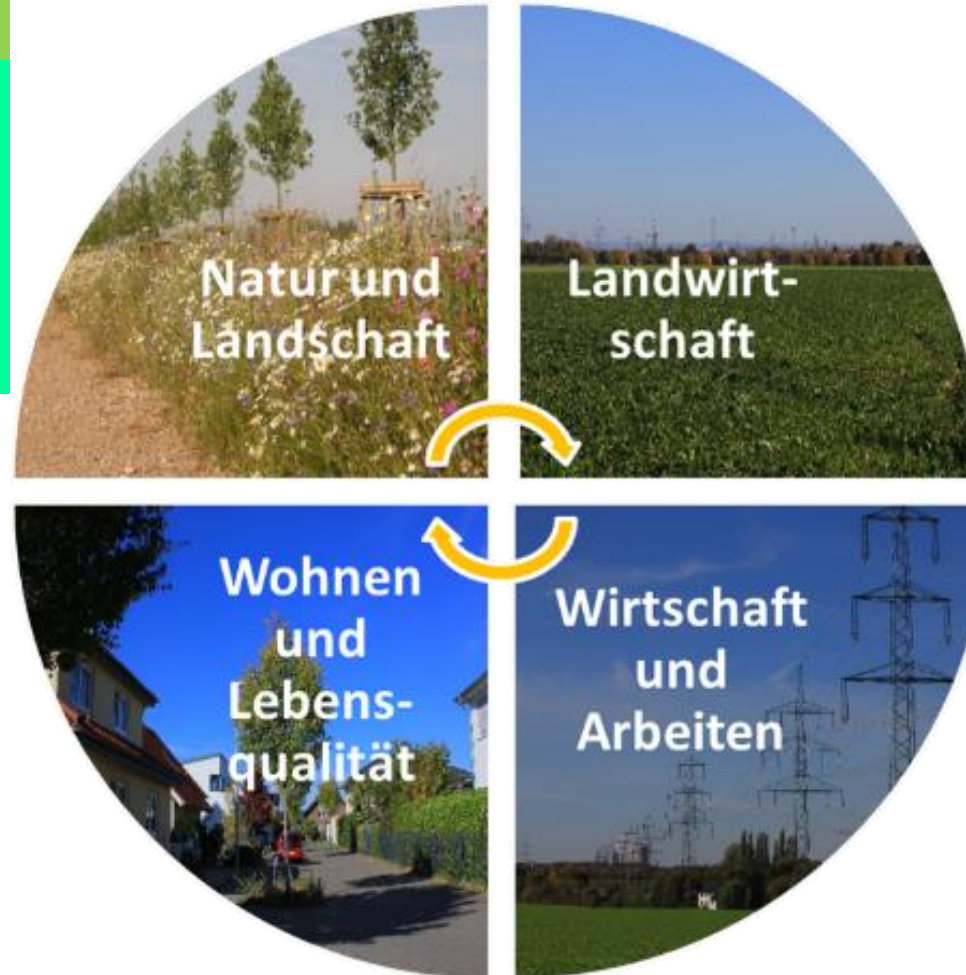 Natur und
Landschaft
Landwirt-
schaft
Wohnen
und
Lebens-
qualität
Wirtschaft
und
Arbeiten